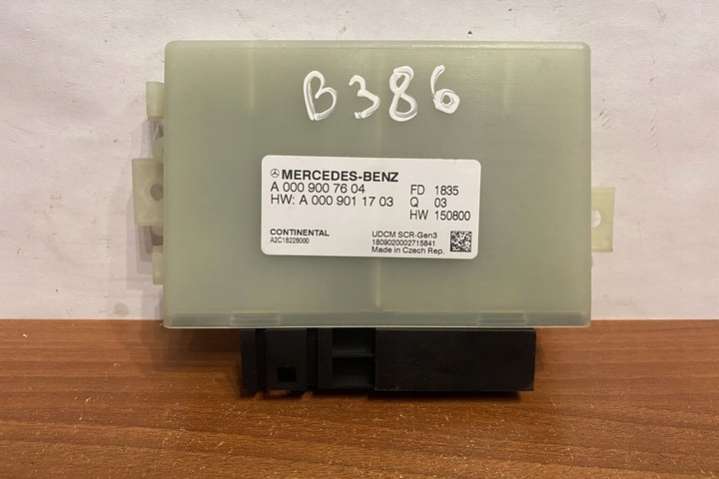 B386
MERCEDES-BENZ
A 000 900 76 04 FD 1835
HW: A 000 901 17 03 Q 03
HW 150800
CONTINENTAL UDCM SCR-Gen3
A2C18228000 1809020002715841
Made in Czech Rep.